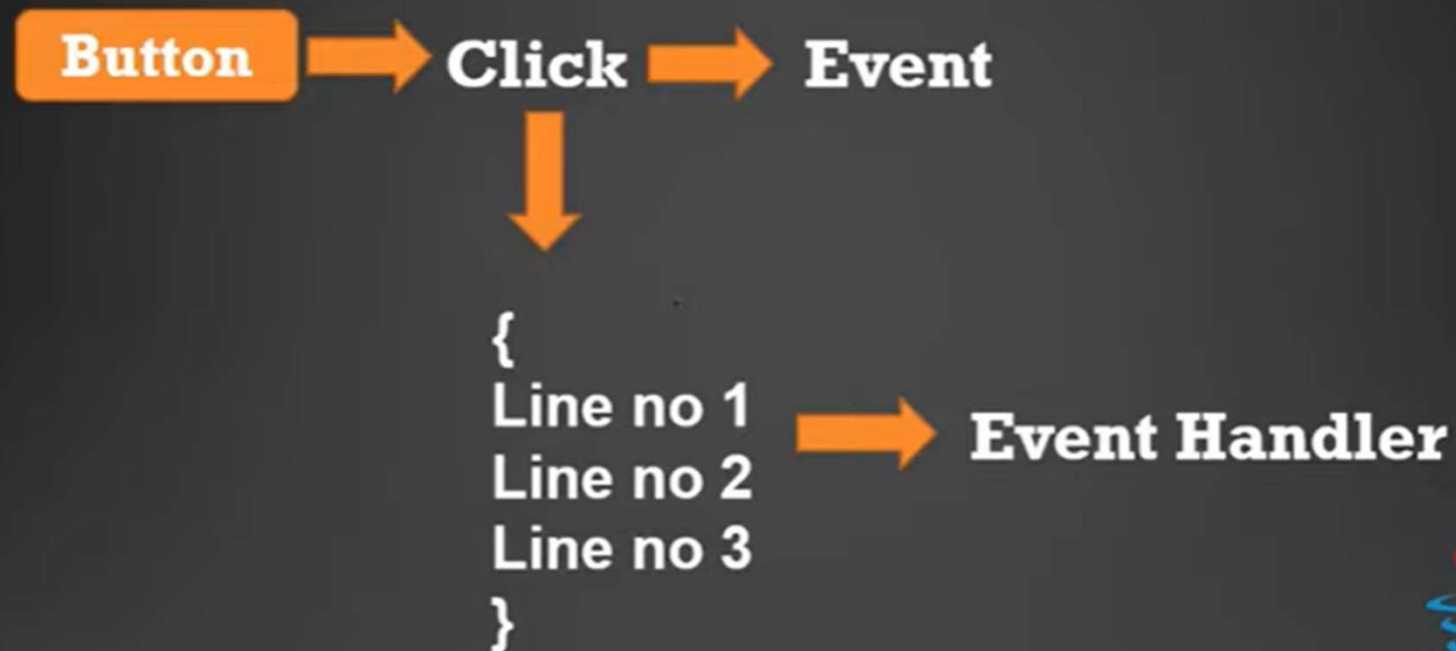 Button Click Event
{
Line no 1
Line no 2
Event Handler
Line no 3
}